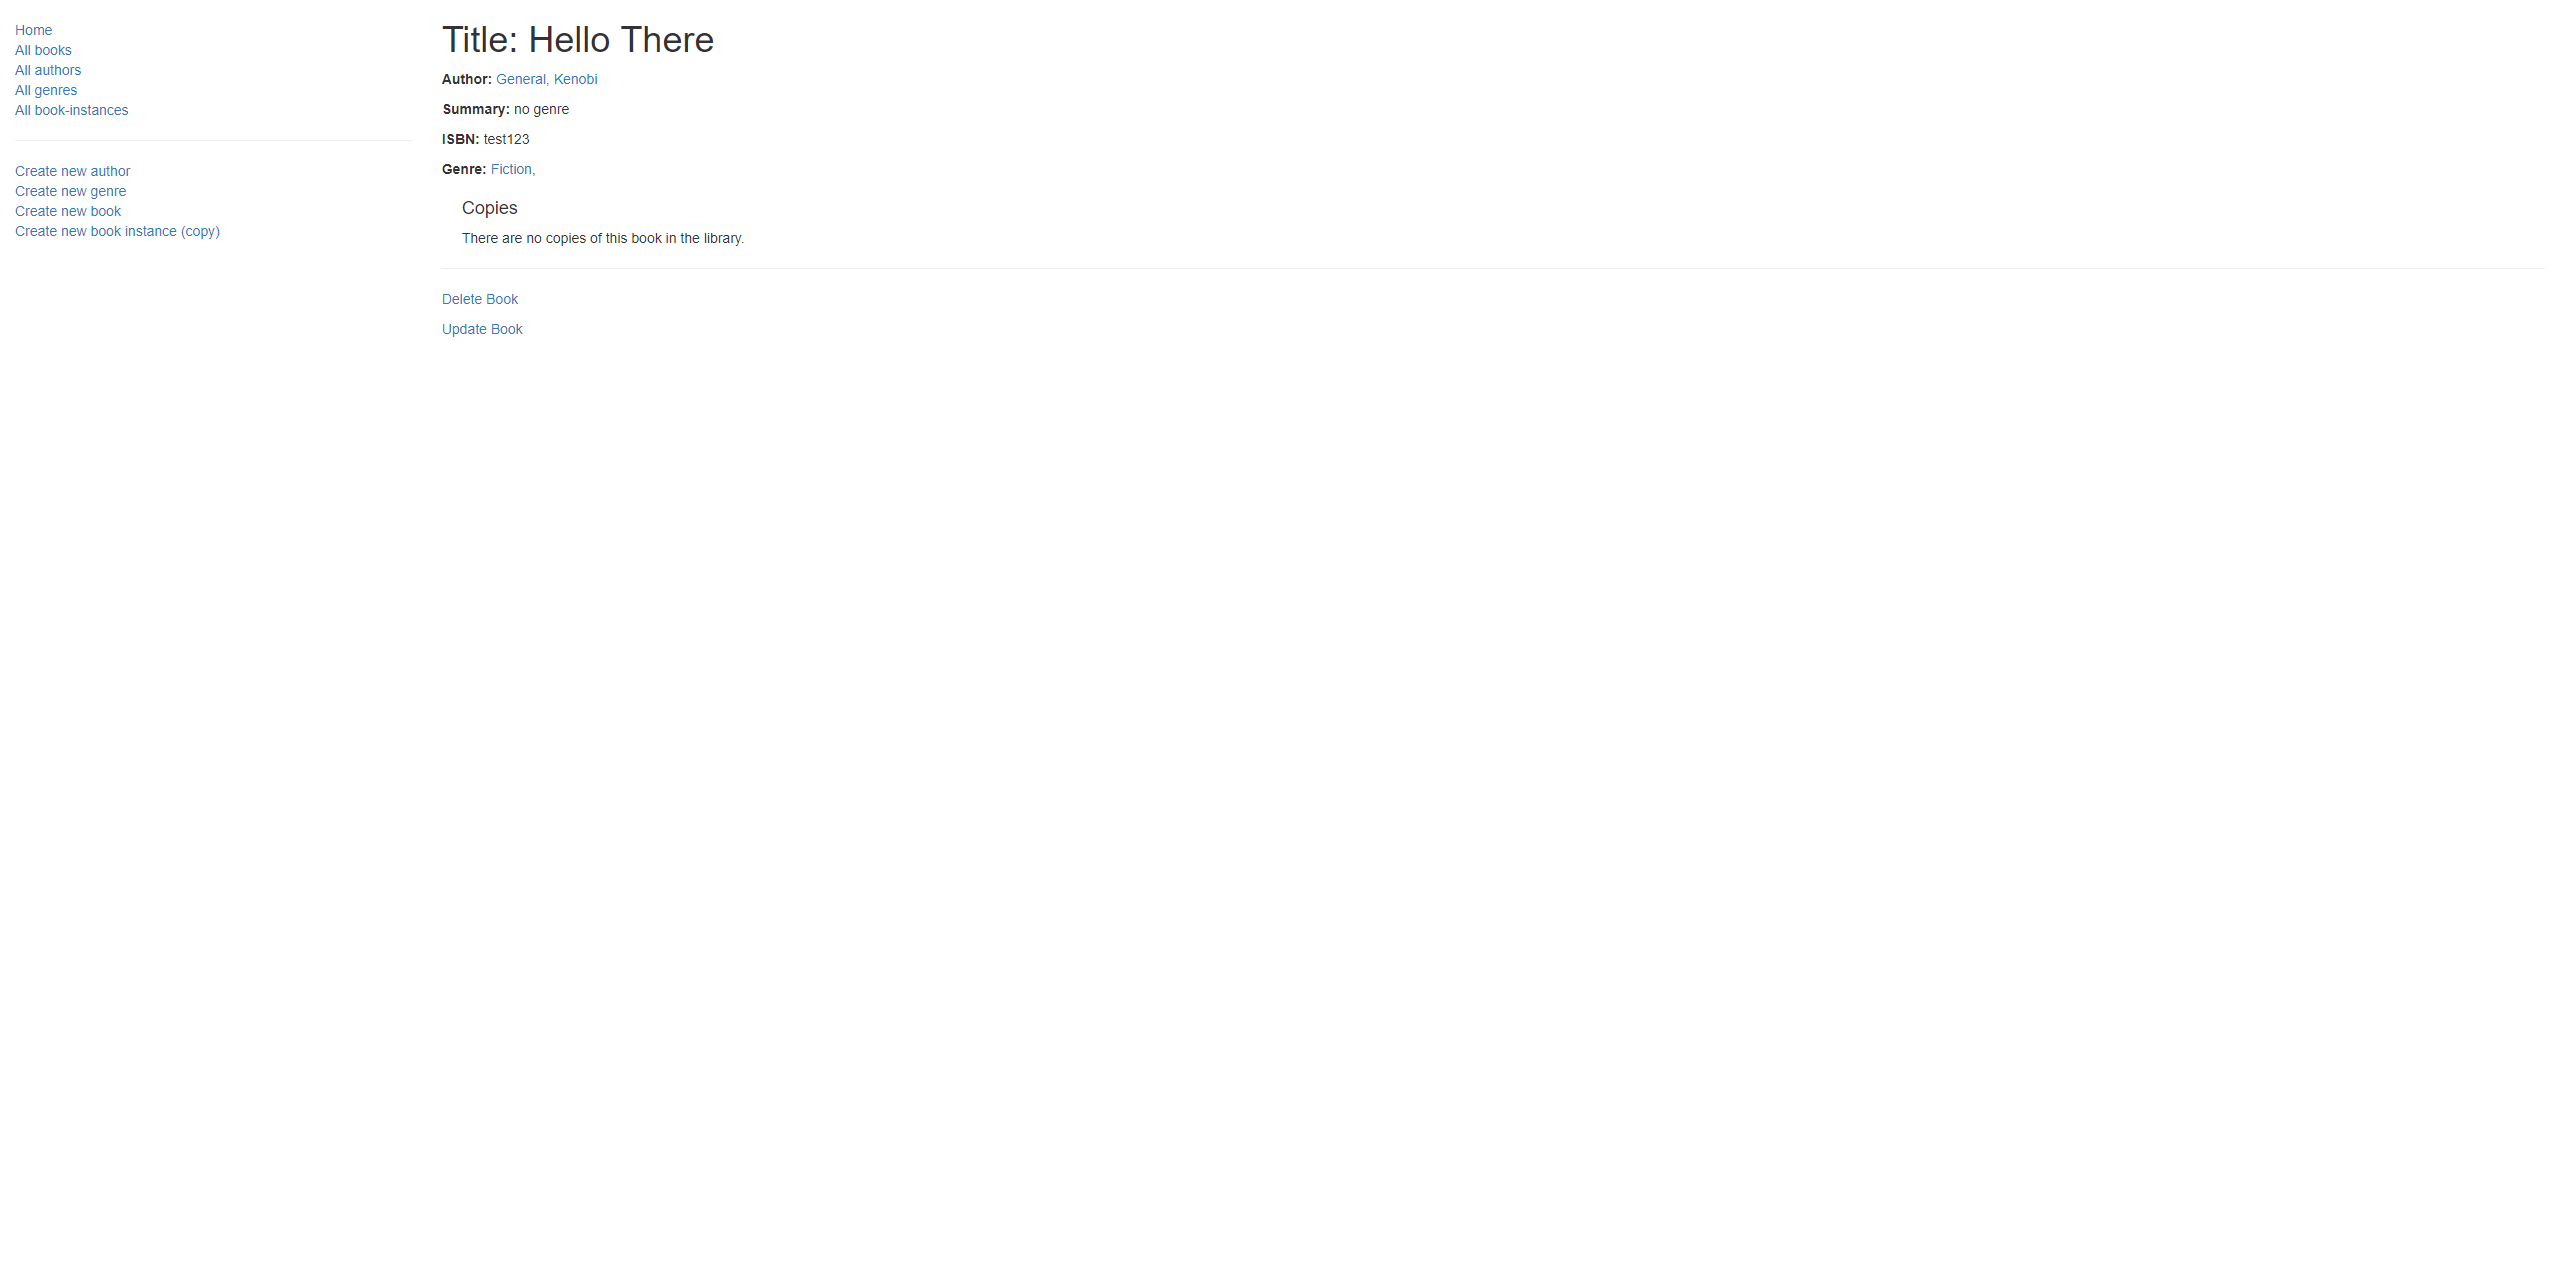 Home
All books
All authors
All genres
All book-instances
Create new author
Create new genre
Create new book
Create new book instance (copy)
Title: Hello There
Author: General, Kenobi
Summary: no genre
ISBN: test123
Genre: Fiction,
Copies
There are no copies of this book in the library.
Delete Book
Update Book